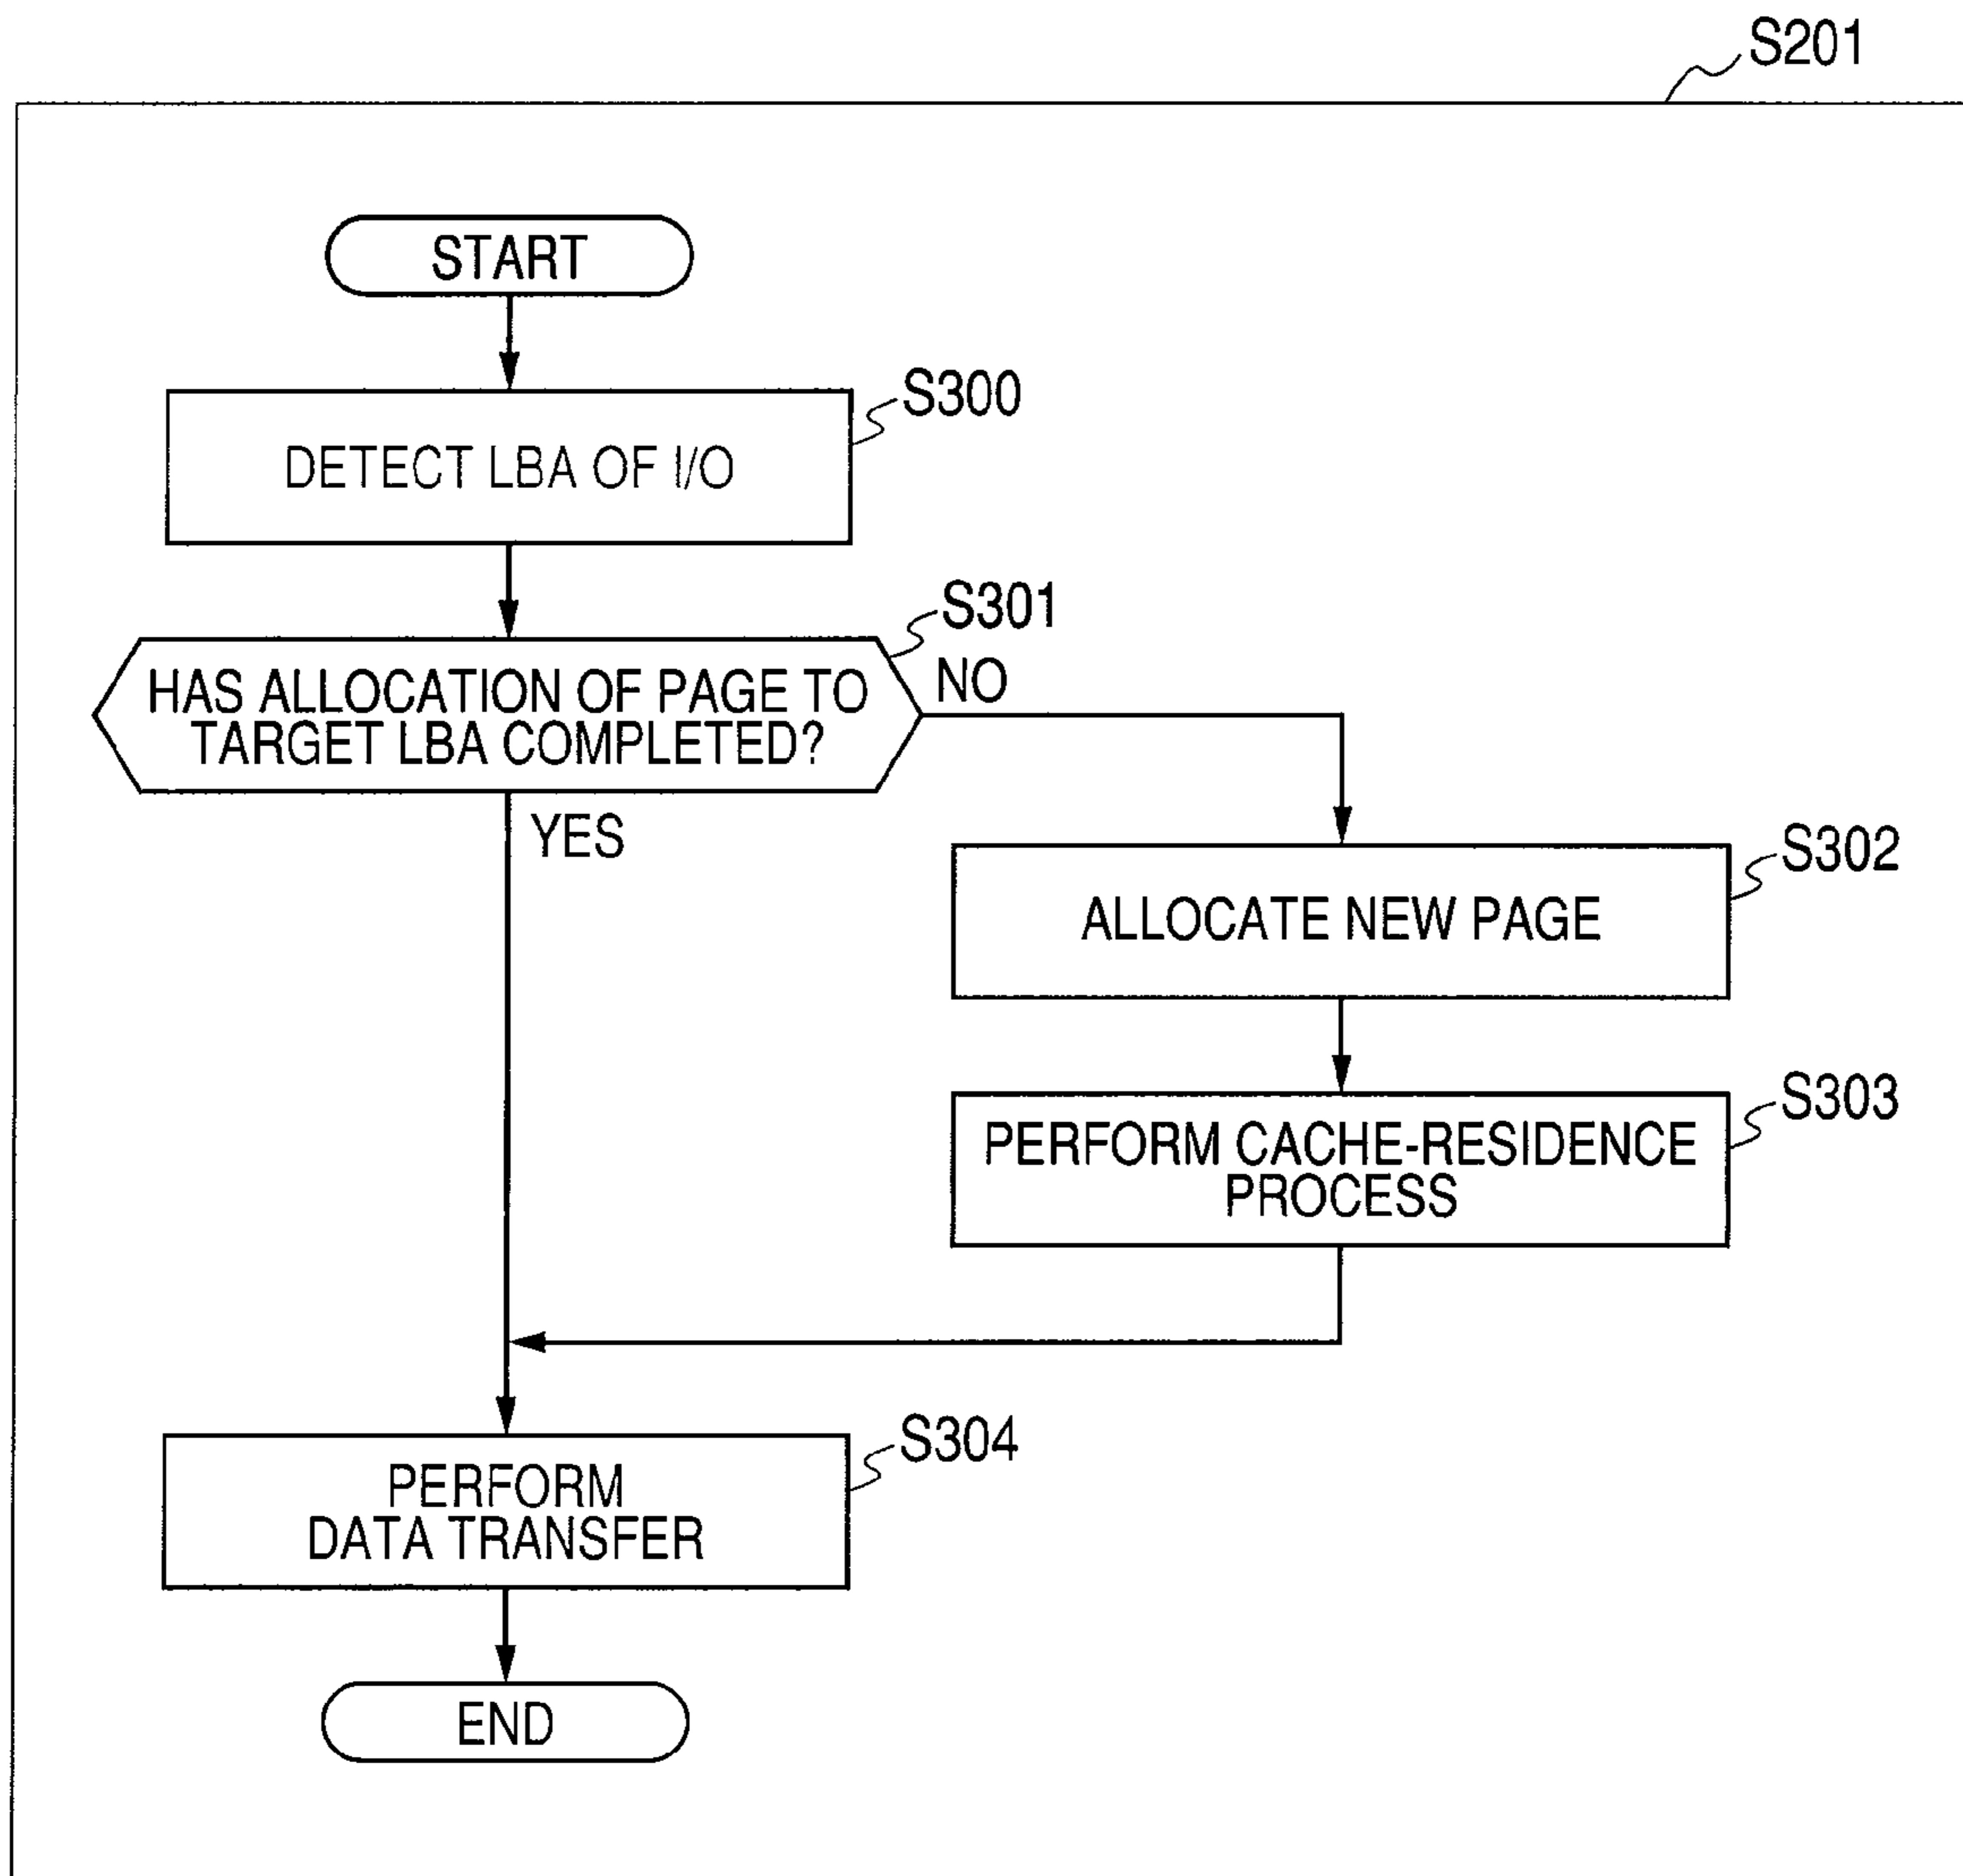 S201
START
S300
DETECT LBA OF I/O
S301
HAS ALLOCATION OF PAGE TO
TARGET LBA COMPLETED?
NO
YES
S302
ALLOCATE NEW PAGE
S303
PERFORM CACHE-RESIDENCE
PROCESS
S304
PERFORM
DATA TRANSFER
END